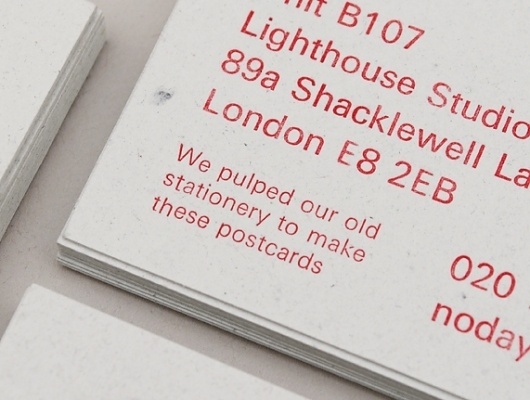 B107
Lighthouse Studio
89a Shacklewell La
London E8 2EB
We pulped our old
stationery to make
these postcards
020
noday